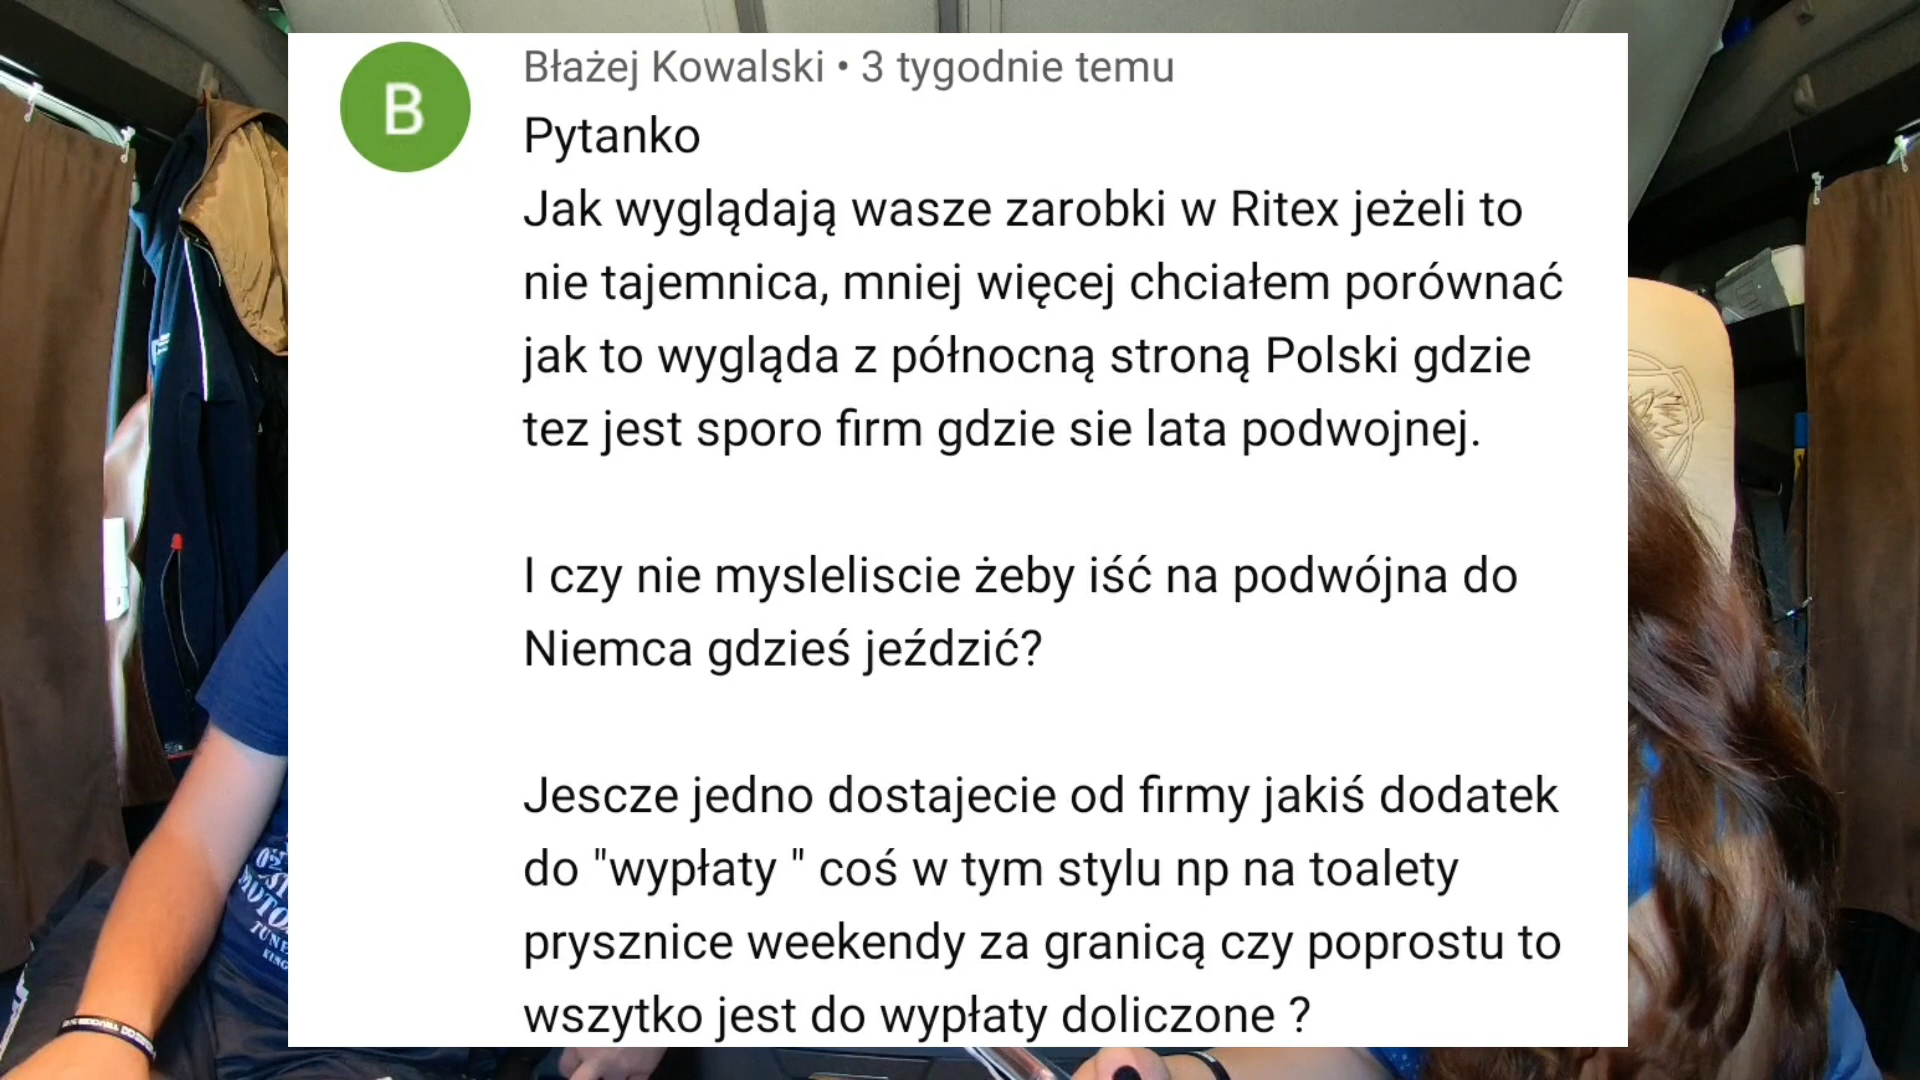 B
Błażej Kowalski • 3 tygodnie temu
Pytanko
Jak wyglądają wasze zarobki w Ritex jeżeli to
nie tajemnica, mniej więcej chciałem porównać
jak to wygląda z północną stroną Polski gdzie
tez jest sporo firm gdzie sie lata podwojnej.
I czy nie mysleliscie żeby iść na podwójna do
Niemca gdzieś jeździć?
Jescze jedno dostajecie od firmy jakiś dodatek
do "wypłaty " coś w tym stylu np na toalety
prysznice weekendy za granicą czy poprostu to
wszytko jest do wypłaty doliczone ?